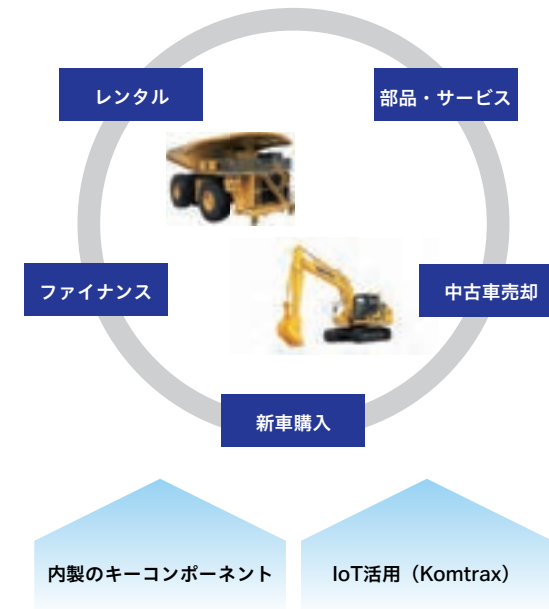 レンタル
部品・サービス
ファイナンス
中古車売却
新車購入
内製のキーコンポーネント
IoT活用（Komtrax）